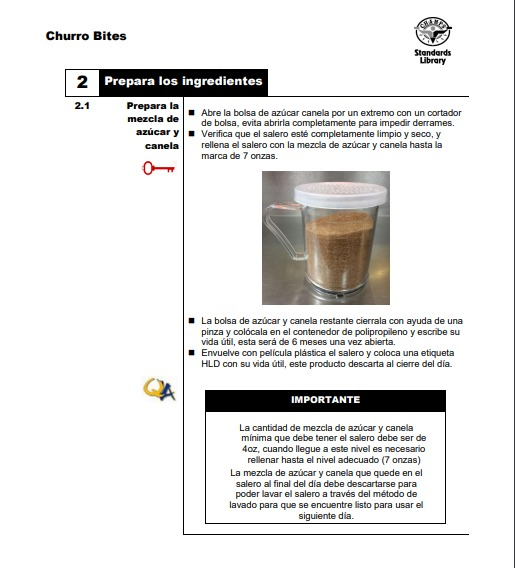 Churro Bites
CHAMPS
Standards
Library
2 Prepara los ingredientes
2.1 Prepara la
mezcla de
azúcar y
canela
■ Abre la bolsa de azúcar canela por un extremo con un cortador
de bolsa, evita abrirla completamente para impedir derrames.
■ Verifica que el salero esté completamente limpio y seco, y
rellena el salero con la mezcla de azúcar y canela hasta la
marca de 7 onzas.
■ La bolsa de azúcar y canela restante cierrala con ayuda de una
pinza y colócala en el contenedor de polipropileno y escribe su
vida útil, esta será de 6 meses una vez abierta.
■ Envuelve con película plástica el salero y coloca una etiqueta
HLD con su vida útil, este producto descarta al cierre del día.
QA
IMPORTANTE
La cantidad de mezcla de azúcar y canela
mínima que debe tener el salero debe ser de
4oz, cuando llegue a este nivel es necesario
rellenar hasta el nivel adecuado (7 onzas)
La mezcla de azúcar y canela que quede en el
salero al final del día debe descartarse para
poder lavar el salero a través del método de
lavado para que se encuentre listo para usar el
siguiente día.